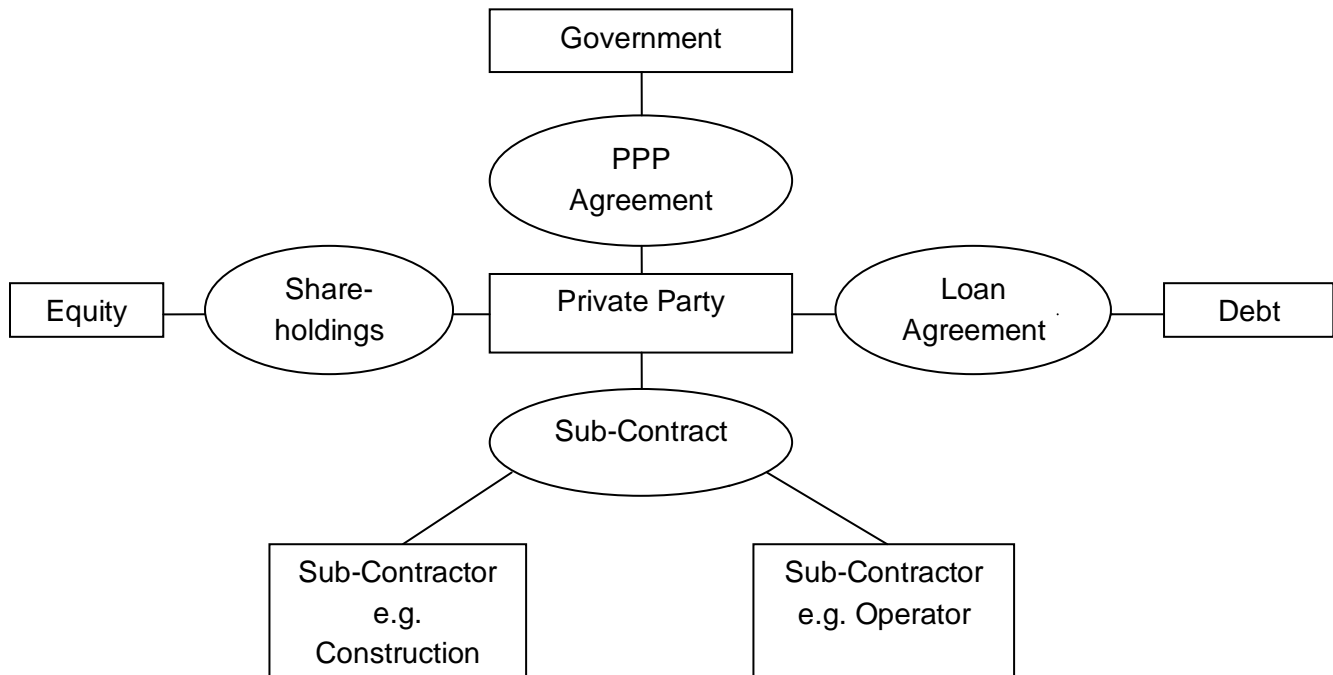 Government
PPP
Agreement
Equity
Share-
holdings
Private Party
Loan
Agreement
Debt
Sub-Contract
Sub-Contractor
e.g.
Construction
Sub-Contractor
e.g. Operator